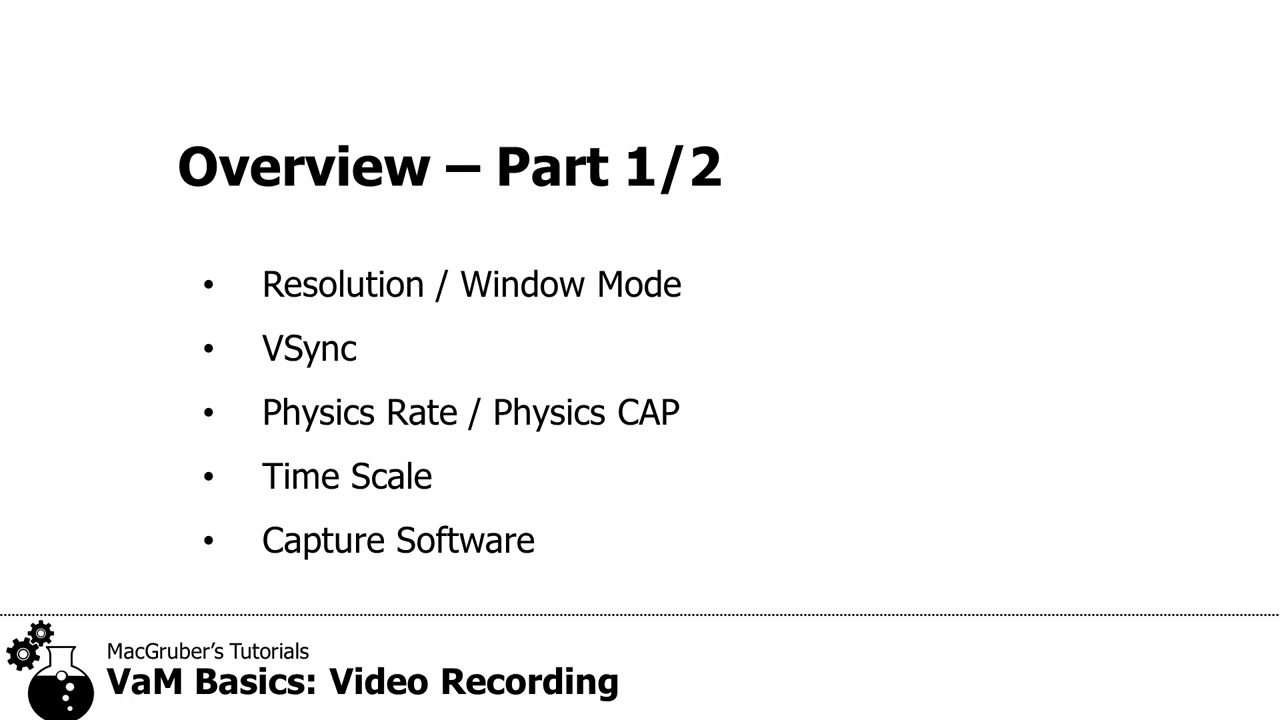 Overview – Part 1/2
• Resolution / Window Mode
• VSync
• Physics Rate / Physics CAP
• Time Scale
• Capture Software
MacGruber’s Tutorials
VaM Basics: Video Recording